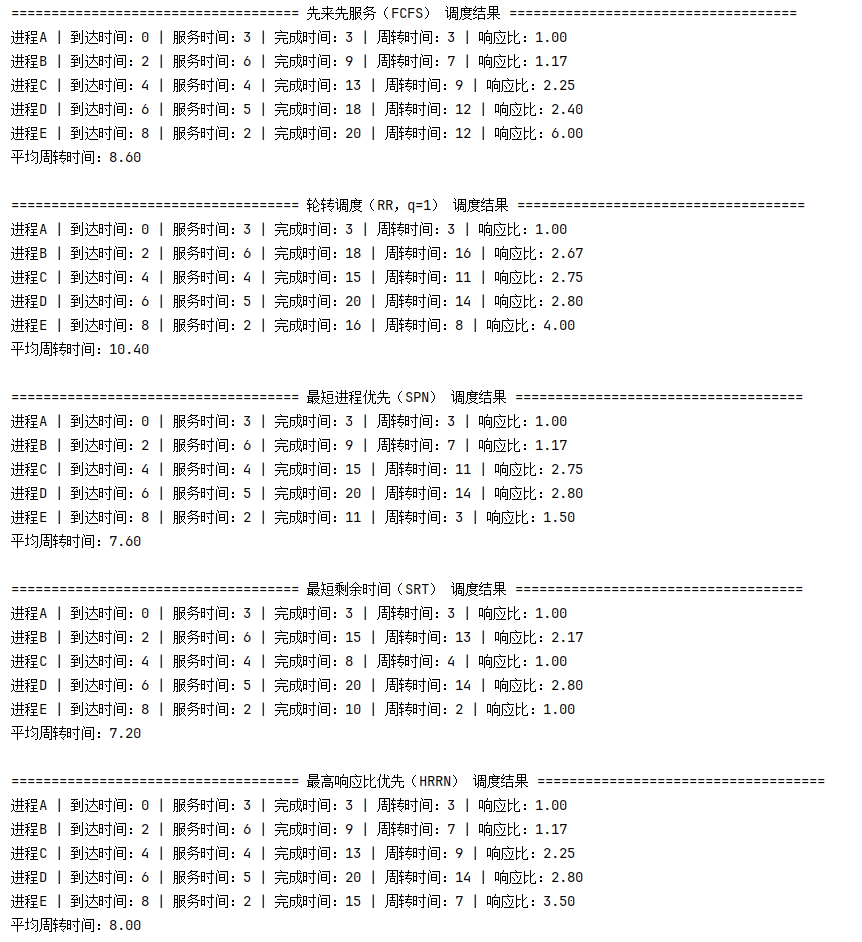 ==================================== 先来先服务（FCFS） 调度结果 ====================================
进程A | 到达时间：0 | 服务时间：3 | 完成时间：3 | 周转时间：3 | 响应比：1.00
进程B | 到达时间：2 | 服务时间：6 | 完成时间：9 | 周转时间：7 | 响应比：1.17
进程C | 到达时间：4 | 服务时间：4 | 完成时间：13 | 周转时间：9 | 响应比：2.25
进程D | 到达时间：6 | 服务时间：5 | 完成时间：18 | 周转时间：12 | 响应比：2.40
进程E | 到达时间：8 | 服务时间：2 | 完成时间：20 | 周转时间：12 | 响应比：6.00
平均周转时间：8.60
==================================== 轮转调度（RR，q=1） 调度结果 ====================================
进程A | 到达时间：0 | 服务时间：3 | 完成时间：3 | 周转时间：3 | 响应比：1.00
进程B | 到达时间：2 | 服务时间：6 | 完成时间：18 | 周转时间：16 | 响应比：2.67
进程C | 到达时间：4 | 服务时间：4 | 完成时间：15 | 周转时间：11 | 响应比：2.75
进程D | 到达时间：6 | 服务时间：5 | 完成时间：20 | 周转时间：14 | 响应比：2.80
进程E | 到达时间：8 | 服务时间：2 | 完成时间：16 | 周转时间：8 | 响应比：4.00
平均周转时间：10.40
==================================== 最短进程优先（SPN） 调度结果 ====================================
进程A | 到达时间：0 | 服务时间：3 | 完成时间：3 | 周转时间：3 | 响应比：1.00
进程B | 到达时间：2 | 服务时间：6 | 完成时间：9 | 周转时间：7 | 响应比：1.17
进程C | 到达时间：4 | 服务时间：4 | 完成时间：15 | 周转时间：11 | 响应比：2.75
进程D | 到达时间：6 | 服务时间：5 | 完成时间：20 | 周转时间：14 | 响应比：2.80
进程E | 到达时间：8 | 服务时间：2 | 完成时间：11 | 周转时间：3 | 响应比：1.50
平均周转时间：7.60
==================================== 最短剩余时间（SRT） 调度结果 ====================================
进程A | 到达时间：0 | 服务时间：3 | 完成时间：3 | 周转时间：3 | 响应比：1.00
进程B | 到达时间：2 | 服务时间：6 | 完成时间：15 | 周转时间：13 | 响应比：2.17
进程C | 到达时间：4 | 服务时间：4 | 完成时间：8 | 周转时间：4 | 响应比：1.00
进程D | 到达时间：6 | 服务时间：5 | 完成时间：20 | 周转时间：14 | 响应比：2.80
进程E | 到达时间：8 | 服务时间：2 | 完成时间：10 | 周转时间：2 | 响应比：1.00
平均周转时间：7.20
==================================== 最高响应比优先（HRRN） 调度结果 ====================================
进程A | 到达时间：0 | 服务时间：3 | 完成时间：3 | 周转时间：3 | 响应比：1.00
进程B | 到达时间：2 | 服务时间：6 | 完成时间：9 | 周转时间：7 | 响应比：1.17
进程C | 到达时间：4 | 服务时间：4 | 完成时间：13 | 周转时间：9 | 响应比：2.25
进程D | 到达时间：6 | 服务时间：5 | 完成时间：20 | 周转时间：14 | 响应比：2.80
进程E | 到达时间：8 | 服务时间：2 | 完成时间：15 | 周转时间：7 | 响应比：3.50
平均周转时间：8.00